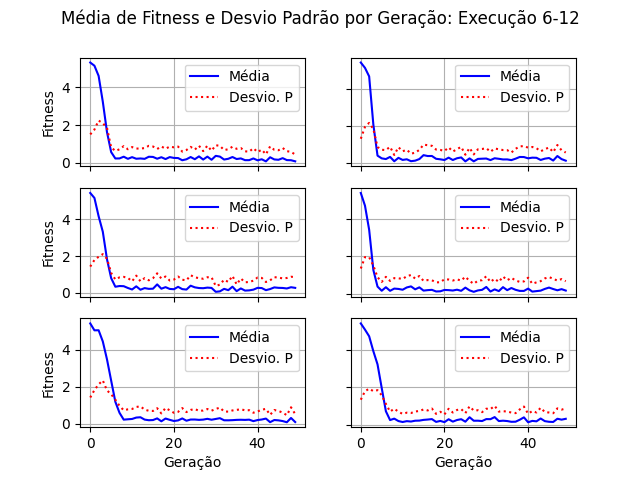 Média de Fitness e Desvio Padrão por Geração: Execução 6-12
Fitness
4
2
0
Média
Desvio. P
Média
Desvio. P
Fitness
4
2
0
Média
Desvio. P
Média
Desvio. P
Fitness
4
2
0
Média
Desvio. P
Média
Desvio. P
0 20 40
0 20 40
Geração
Geração